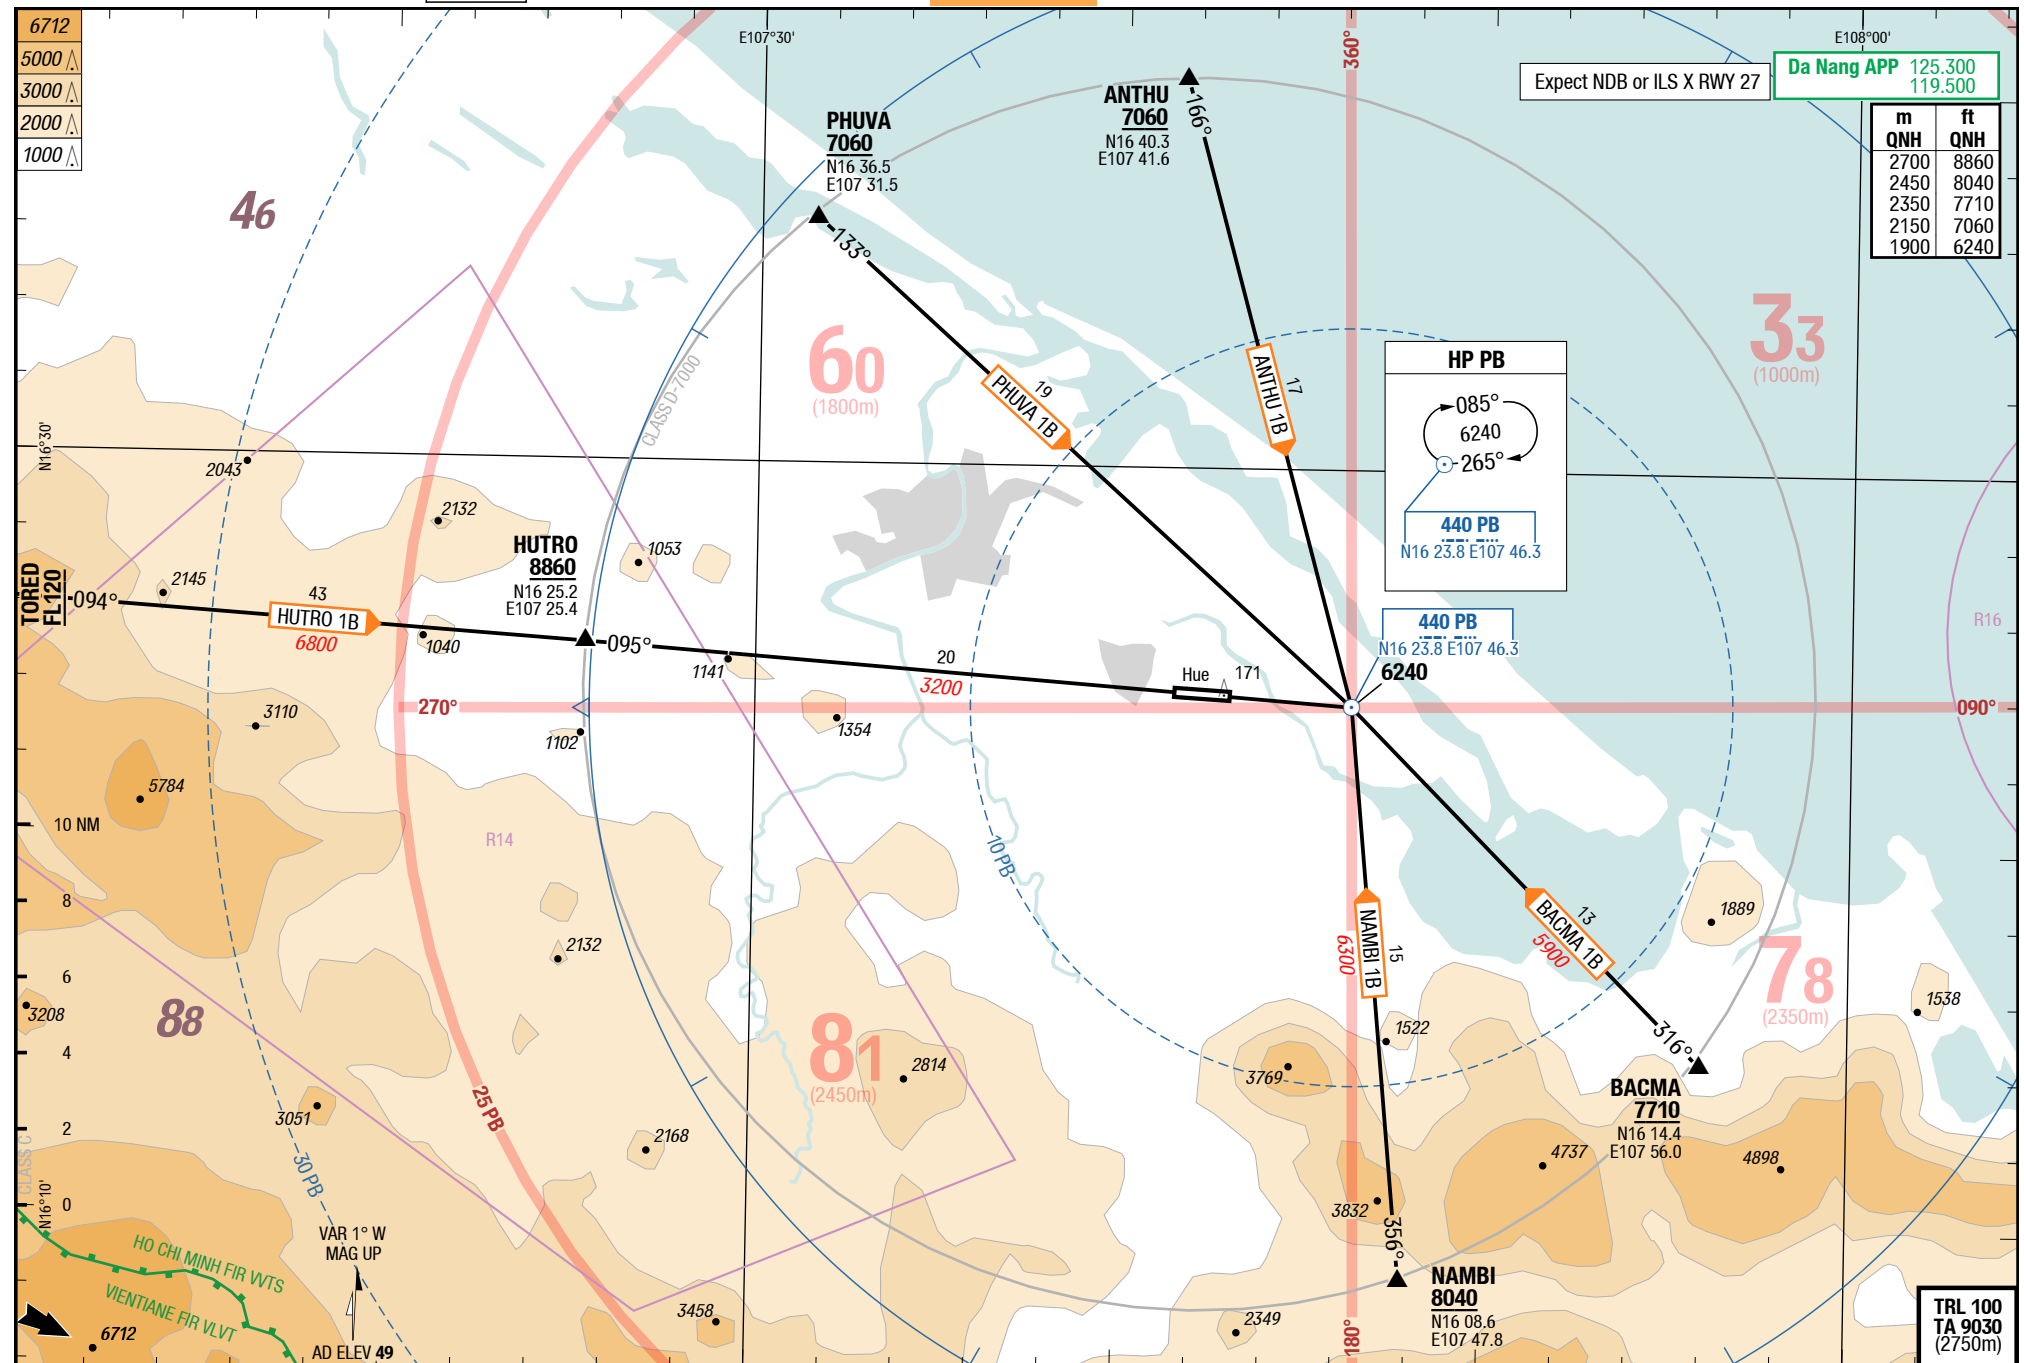 6712
5000
3000
2000
1000
E107°30'
360°
E108°00'
Expect NDB or ILS X RWY 27
Da Nang APP 125.300
119.500
m ft
QNH QNH
2700 8860
2450 8040
2350 7710
2150 7060
1900 6240
PHUVA
7060
N16 36.5
E107 31.5
ANTHU
7060
N16 40.3
E107 41.6
166°
133°
46
60
(1800m)
33
(1000m)
CLASS D-7000
19
PHUVA 1B
17
ANTHU 1B
HP PB
085°
6240
265°
440 PB
N16 23.8 E107 46.3
N16°30'
2043
2132
1053
HUTRO
8860
N16 25.2
E107 25.4
TORED
FL120
094°
2145
43
HUTRO 1B
6800
1040
095°
1141
20
3200
Hue
171
440 PB
N16 23.8 E107 46.3
6240
R16
270°
090°
3110
1102
1354
5784
10 NM
R14
10 PB
8
6
4
2
0
2132
3208
88
81
(2450m)
2814
6300
NAMBI 1B
15
13
BACMA 1B
5900
1889
78
(2350m)
1538
1522
3769
316°
BACMA
7710
N16 14.4
E107 56.0
25 PB
3051
2168
4737
4898
3832
CLASS C
N16°10'
30 PB
VAR 1° W
MAG UP
HO CHI MINH FIR VVTS
VIENTIANE FIR VLVT
6712
AD ELEV 49
3458
2349
356°
NAMBI
8040
N16 08.6
E107 47.8
180°
TRL 100
TA 9030
(2750m)